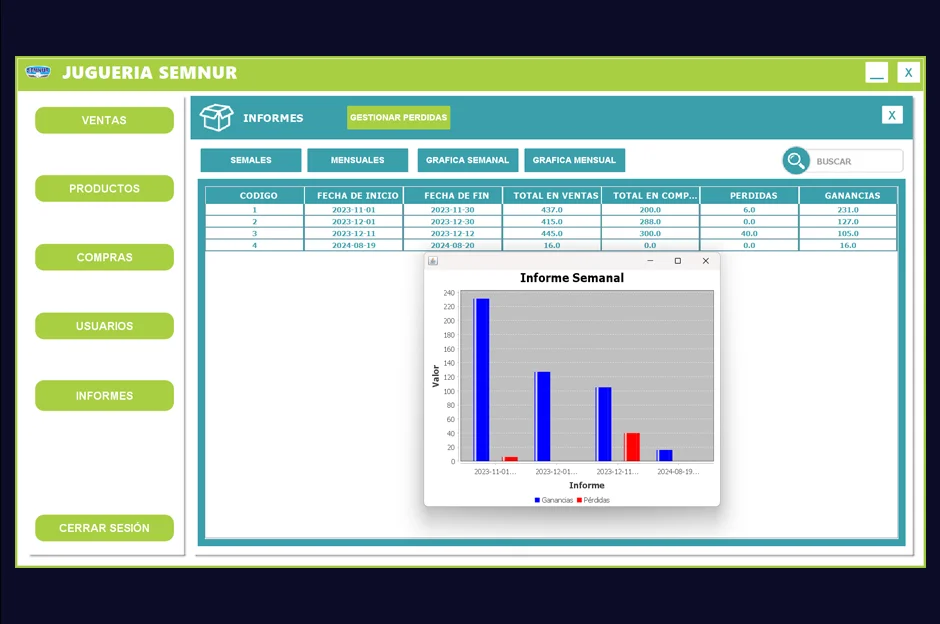 SEMNUR
JUGUERIA SEMNUR
X
VENTAS
PRODUCTOS
COMPRAS
USUARIOS
INFORMES
CERRAR SESIÓN
INFORMES
GESTIONAR PERDIDAS
X
SEMALES MENSUALES GRAFICA SEMANAL GRAFICA MENSUAL BUSCAR
CODIGO FECHA DE INICIO FECHA DE FIN TOTAL EN VENTAS TOTAL EN COMP... PERDIDAS GANANCIAS
1 2023-11-01 2023-11-30 437.0 200.0 6.0 231.0
2 2023-12-01 2023-12-30 415.0 288.0 0.0 127.0
3 2023-12-11 2023-12-12 445.0 300.0 40.0 105.0
4 2024-08-19 2024-08-20 16.0 0.0 0.0 16.0
Informe Semanal
240
220
200
180
160
140
120
100
80
60
40
20
0
Valor
2023-11-01... 2023-12-01... 2023-12-11... 2024-08-19...
Informe
Ganancias Pérdidas